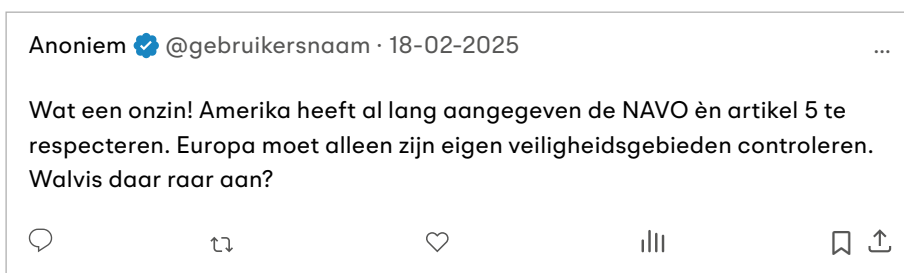 Anoniem @gebruikersnaam · 18-02-2025 ...
Wat een onzin! Amerika heeft al lang aangegeven de NAVO èn artikel 5 te
respecteren. Europa moet alleen zijn eigen veiligheidsgebieden controleren.
Walvis daar raar aan?